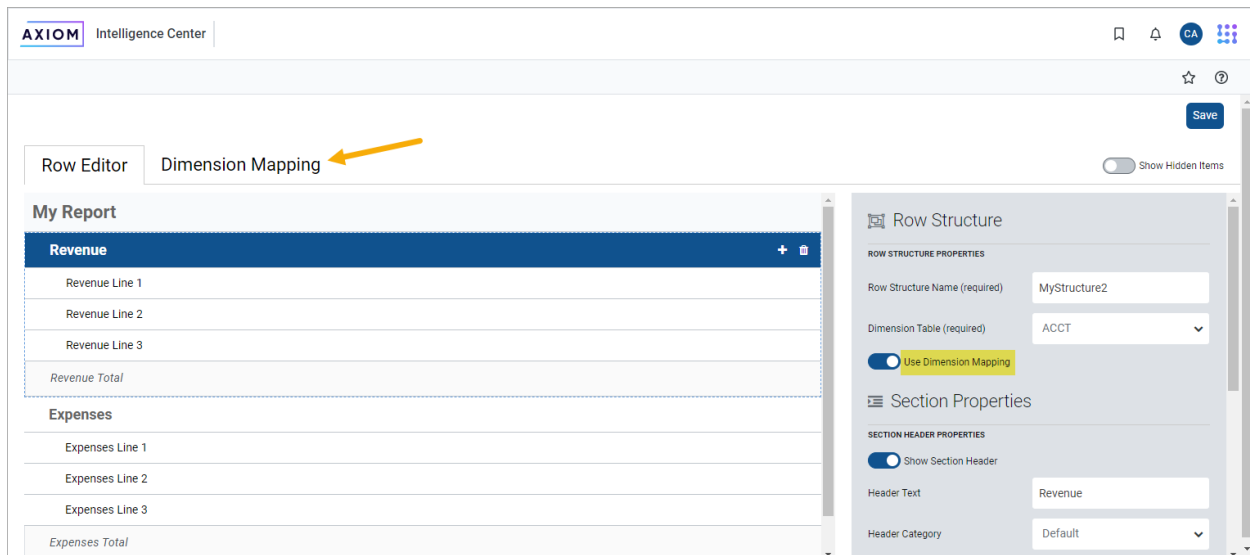 AXIOM Intelligence Center
CA
Save
Row Editor Dimension Mapping
Show Hidden Items
My Report
Revenue
Revenue Line 1
Revenue Line 2
Revenue Line 3
Revenue Total
Expenses
Expenses Line 1
Expenses Line 2
Expenses Line 3
Expenses Total
Row Structure
ROW STRUCTURE PROPERTIES
Row Structure Name (required) MyStructure2
Dimension Table (required) ACCT
Use Dimension Mapping
Section Properties
SECTION HEADER PROPERTIES
Show Section Header
Header Text Revenue
Header Category Default